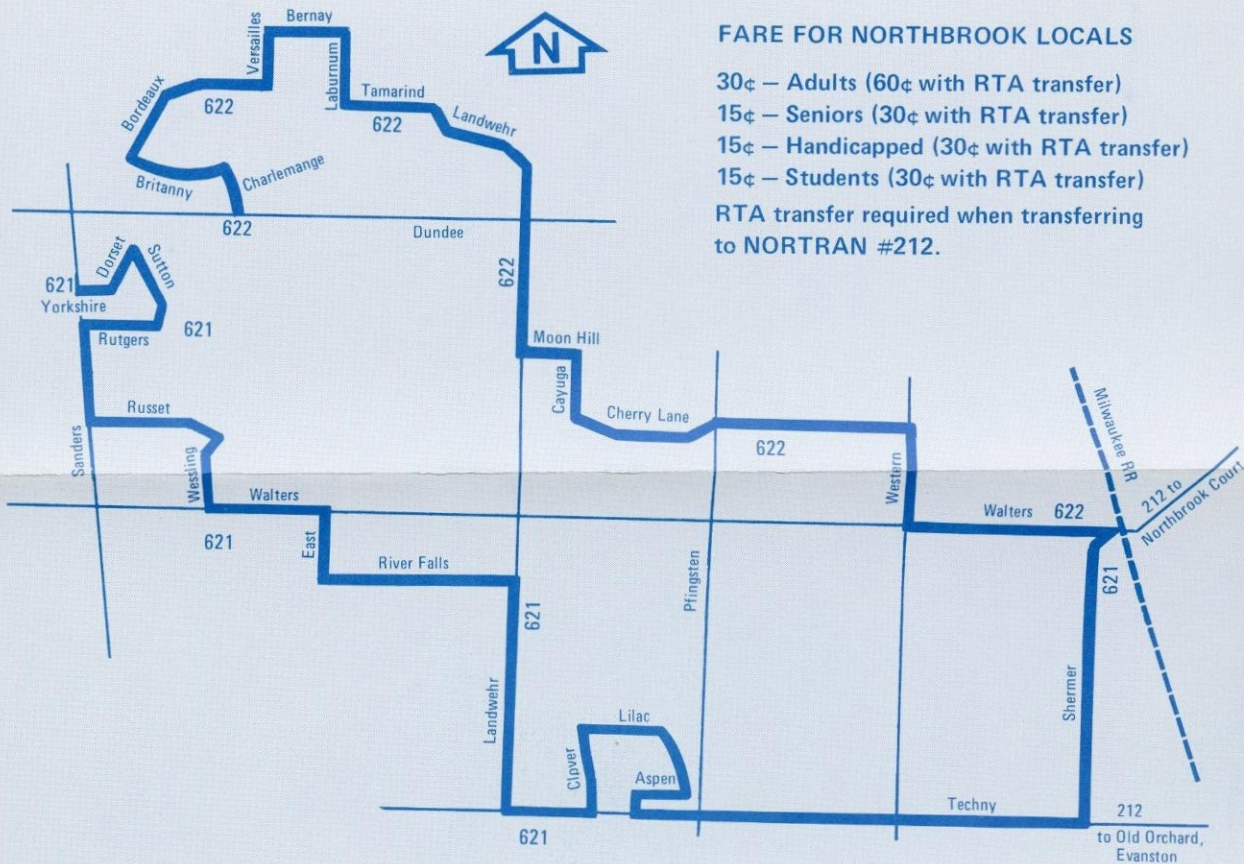 Bernay
Versailles
Laburnum
N
FARE FOR NORTHBROOK LOCALS
30¢ — Adults (60¢ with RTA transfer)
15¢ — Seniors (30¢ with RTA transfer)
15¢ — Handicapped (30¢ with RTA transfer)
15¢ — Students (30¢ with RTA transfer)
RTA transfer required when transferring
to NORTRAN #212.
Bordeaux
622
Tamarind
622
Landwehr
Britanny
Charlemange
622
Dundee
622
621
Yorkshire
Dorset
Sutton
621
Rutgers
Moon Hill
Cayuga
Cherry Lane
622
Russet
Sanders
Wessling
Walters
621
East
River Falls
621
Western
Walters
622
Milwaukee RR
212 to
Northbrook Court
621
Pfingsten
Landwehr
Shermer
Lilac
Clover
Aspen
621
Techny
212
to Old Orchard,
Evanston